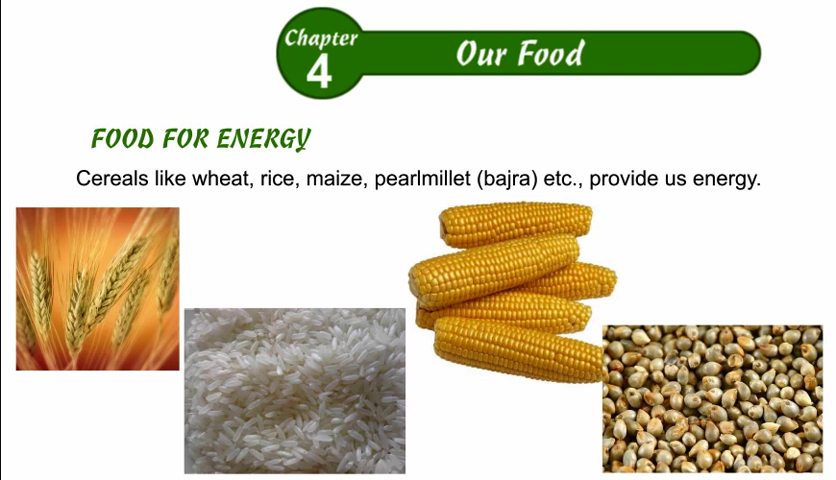 Chapter
4
Our Food
FOOD FOR ENERGY
Cereals like wheat, rice, maize, pearlmillet (bajra) etc., provide us energy.